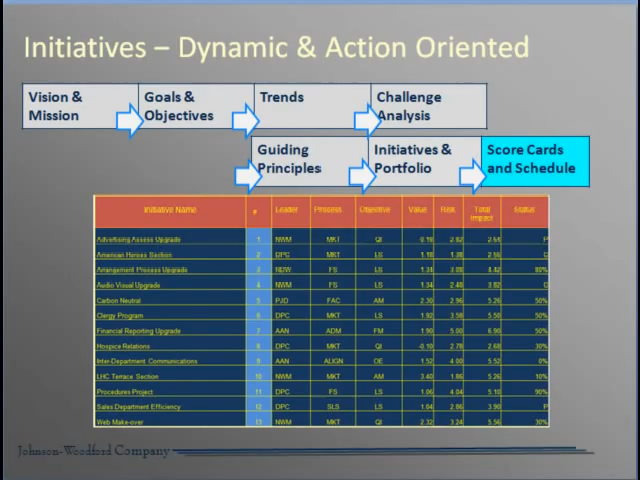 Initiatives – Dynamic & Action Oriented
Vision & Mission
Goals & Objectives
Trends
Challenge Analysis
Guiding Principles
Initiatives & Portfolio
Score Cards and Schedule
Initiative Name # Leader Process Objective Value Risk Total Impact Status
Advertising Assess Upgrade 1 NWM MKT QI -0.19 2.82 2.64 P
American Heroes Section 2 DPC MKT LS 1.18 1.38 2.56 G
Arrangement Process Upgrade 3 NDW FS LS 1.34 3.08 4.42 80%
Audio Visual Upgrade 4 NWM FS LS 1.34 2.48 3.82 G
Carbon Neutral 5 PJD FAC AM 2.30 2.96 5.26 50%
Clergy Program 6 DPC MKT LS 1.92 3.58 5.50 50%
Financial Reporting Upgrade 7 AAN ADM FM 1.90 5.00 6.90 50%
Hospice Relations 8 DPC MKT QI -0.10 2.78 2.68 30%
Inter-Department Communications 9 AAN ALIGN OE 1.52 4.00 5.52 0%
LHC Terrace Section 10 NWM MKT AM 3.40 1.86 5.26 10%
Procedures Project 11 DPC FS LS 1.06 4.04 5.10 90%
Sales Department Efficiency 12 DPC SLS LS 1.04 2.86 3.90 P
Web Make-over 13 NWM MKT QI 2.32 3.24 5.56 30%
Johnson-Woodford Company